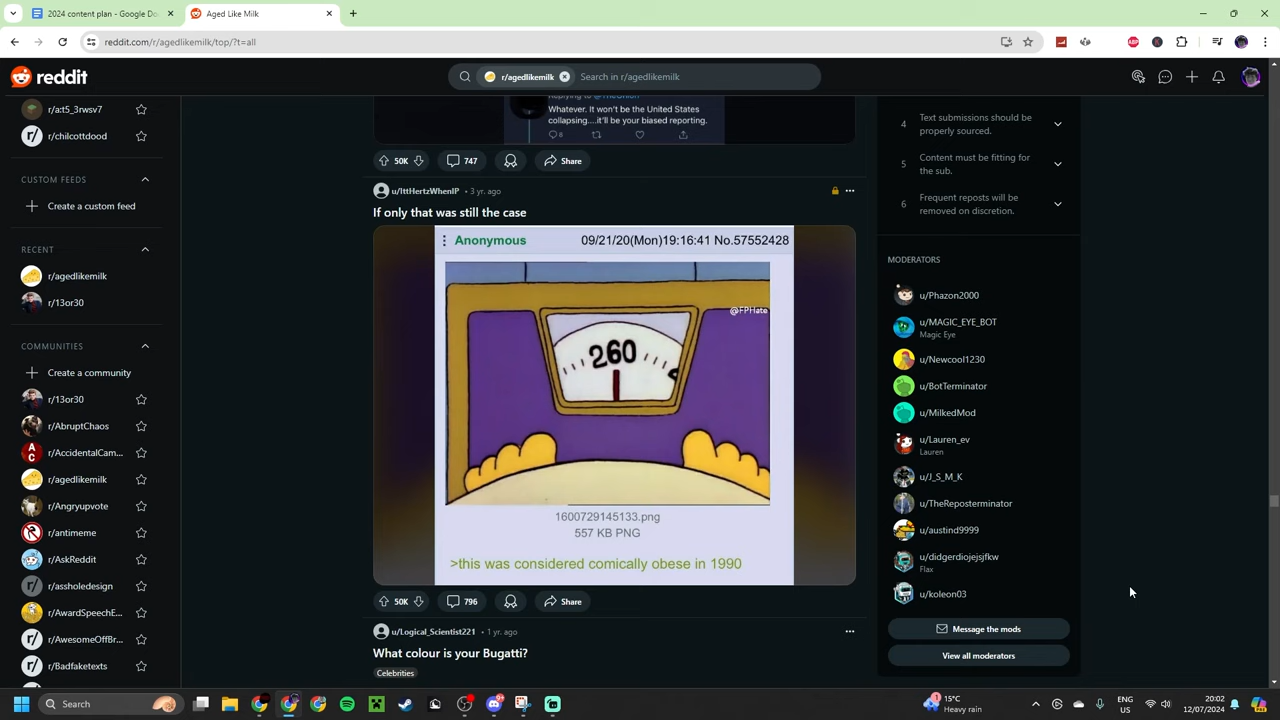 2024 content plan - Google Do
Aged Like Milk
reddit.com/r/agedlikemilk/top/?t=all
reddit
r/agedlikemilk
Search in r/agedlikemilk
r/a:t5_3rwsv7
r/chilcottdood
CUSTOM FEEDS
Create a custom feed
RECENT
r/agedlikemilk
r/13or30
COMMUNITIES
Create a community
r/13or30
r/AbruptChaos
r/AccidentalCam...
r/agedlikemilk
r/Angryupvote
r/antimeme
r/AskReddit
r/assholedesign
r/AwardSpeechE...
r/AwesomeOffBr...
r/Badfaketexts
Whatever. It won't be the United States
collapsing....it'll be your biased reporting.
8
50K 747 Share
u/IttHertzWhenIP • 3 yr. ago
If only that was still the case
Anonymous 09/21/20(Mon)19:16:41 No.57552428
@FPHate
260
1600729145133.png
557 KB PNG
>this was considered comically obese in 1990
50K 796 Share
u/Logical_Scientist221 • 1 yr. ago
What colour is your Bugatti?
Celebrities
4 Text submissions should be
properly sourced.
5 Content must be fitting for
the sub.
6 Frequent reposts will be
removed on discretion.
MODERATORS
u/Phazon2000
u/MAGIC_EYE_BOT
Magic Eye
u/Newcool1230
u/BotTerminator
u/MilkedMod
u/Lauren_ev
Lauren
u/J_S_M_K
u/TheReposterminator
u/austind9999
u/didgerdiojejsjfkw
Flax
u/koleon03
Message the mods
View all moderators
Search
15°C
Heavy rain
ENG
US
20:02
12/07/2024